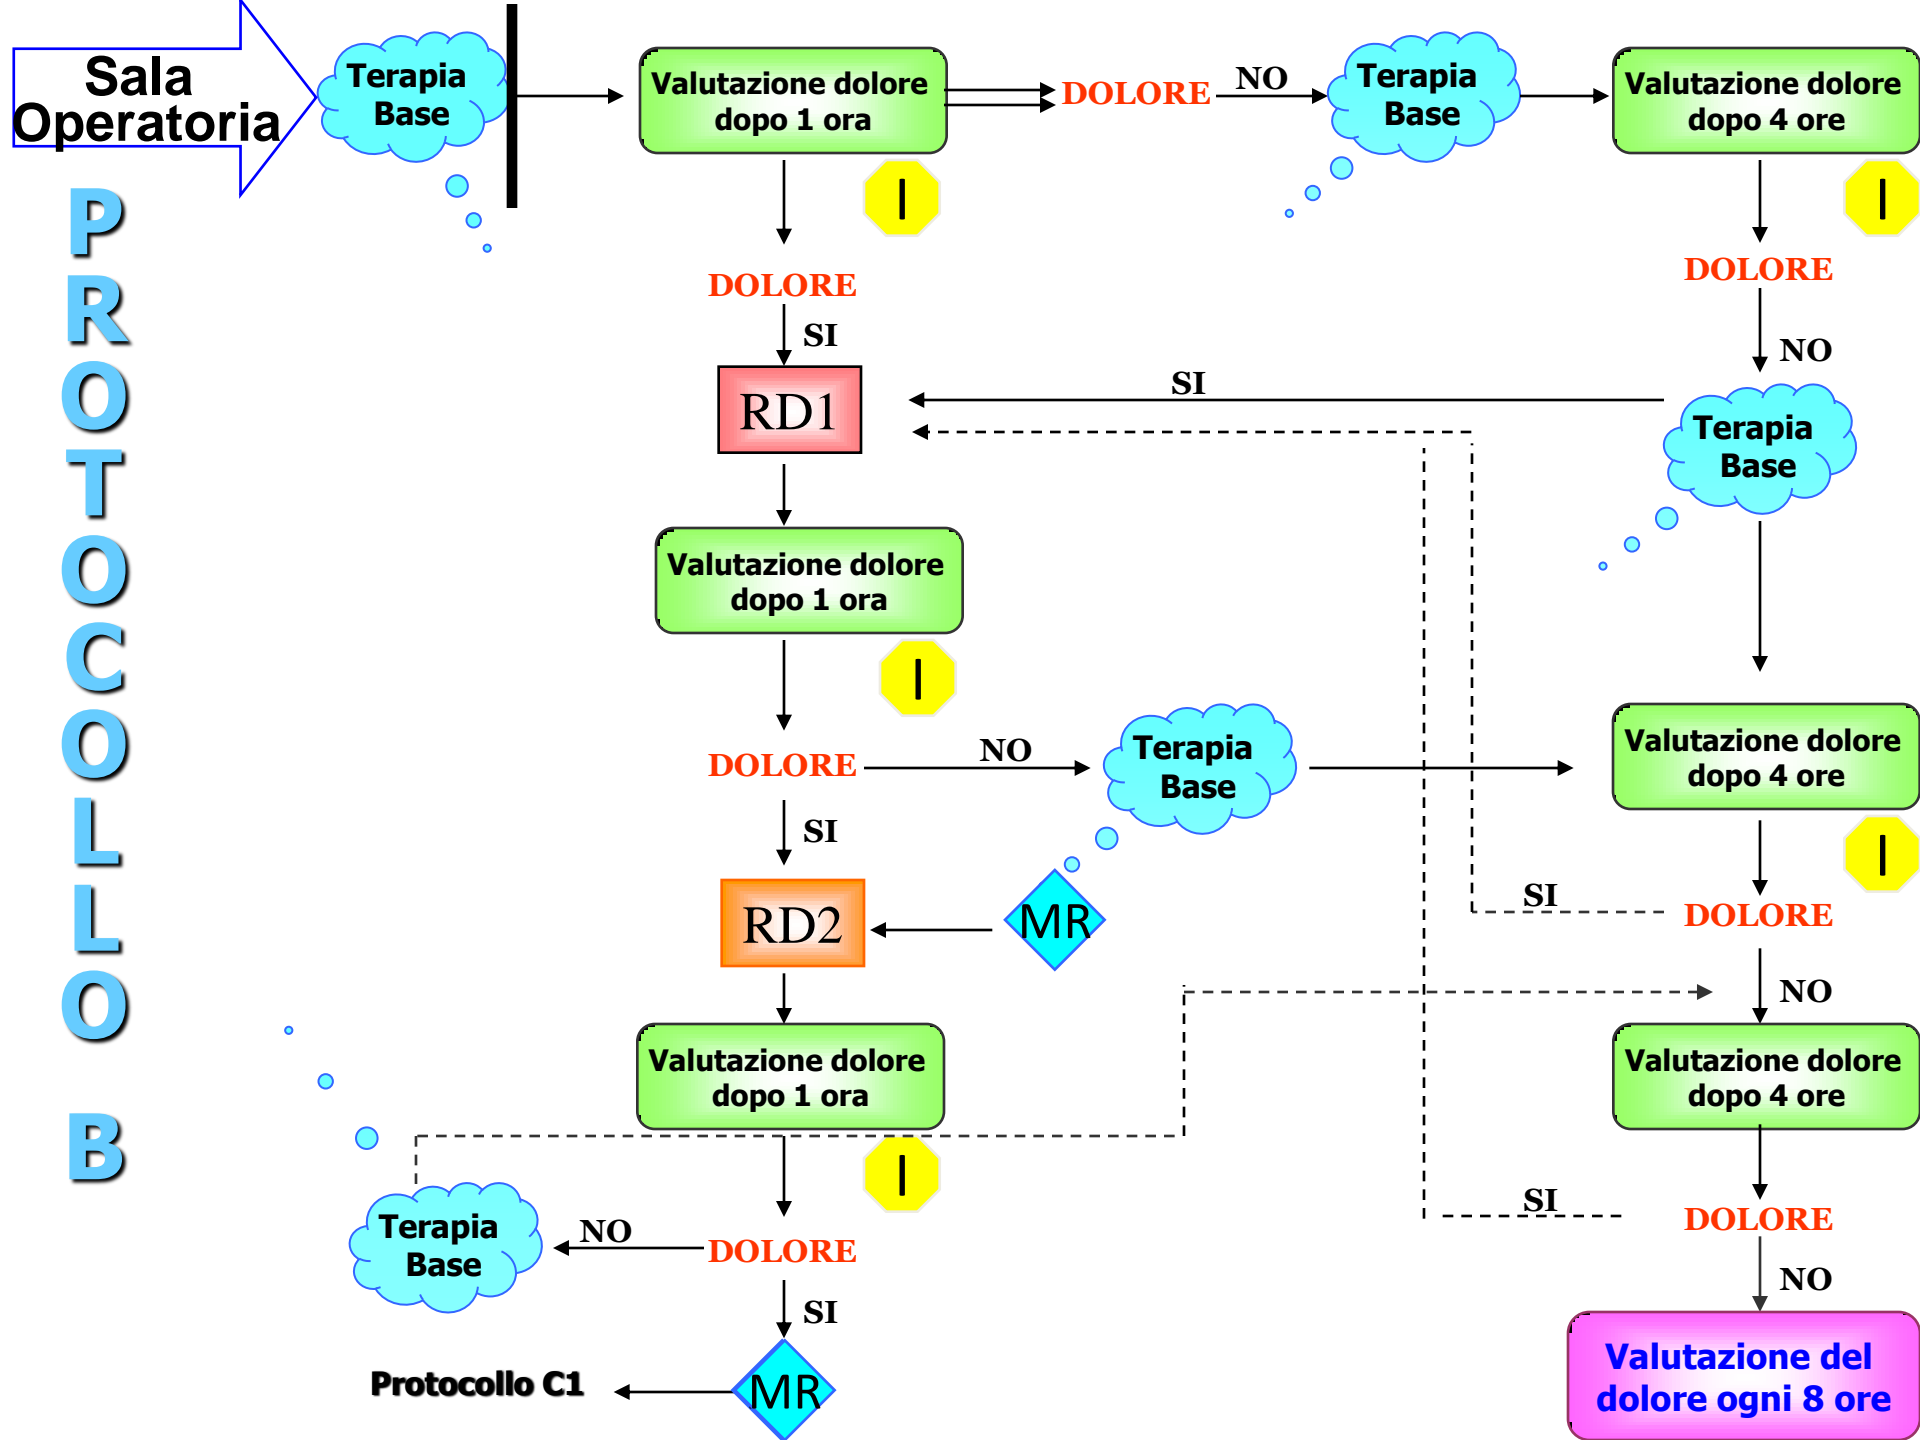 Sala
Operatoria
Terapia
Base
Valutazione dolore
dopo 1 ora
DOLORE
NO
Terapia
Base
Valutazione dolore
dopo 4 ore
I
I
PROTOCOLLO B
DOLORE
SI
DOLORE
NO
RD1
SI
Terapia
Base
Valutazione dolore
dopo 1 ora
I
DOLORE
NO
Terapia
Base
Valutazione dolore
dopo 4 ore
I
SI
RD2
MR
SI
DOLORE
NO
Valutazione dolore
dopo 1 ora
I
Valutazione dolore
dopo 4 ore
Terapia
Base
NO
DOLORE
SI
DOLORE
SI
NO
Protocollo C1
MR
Valutazione del
dolore ogni 8 ore